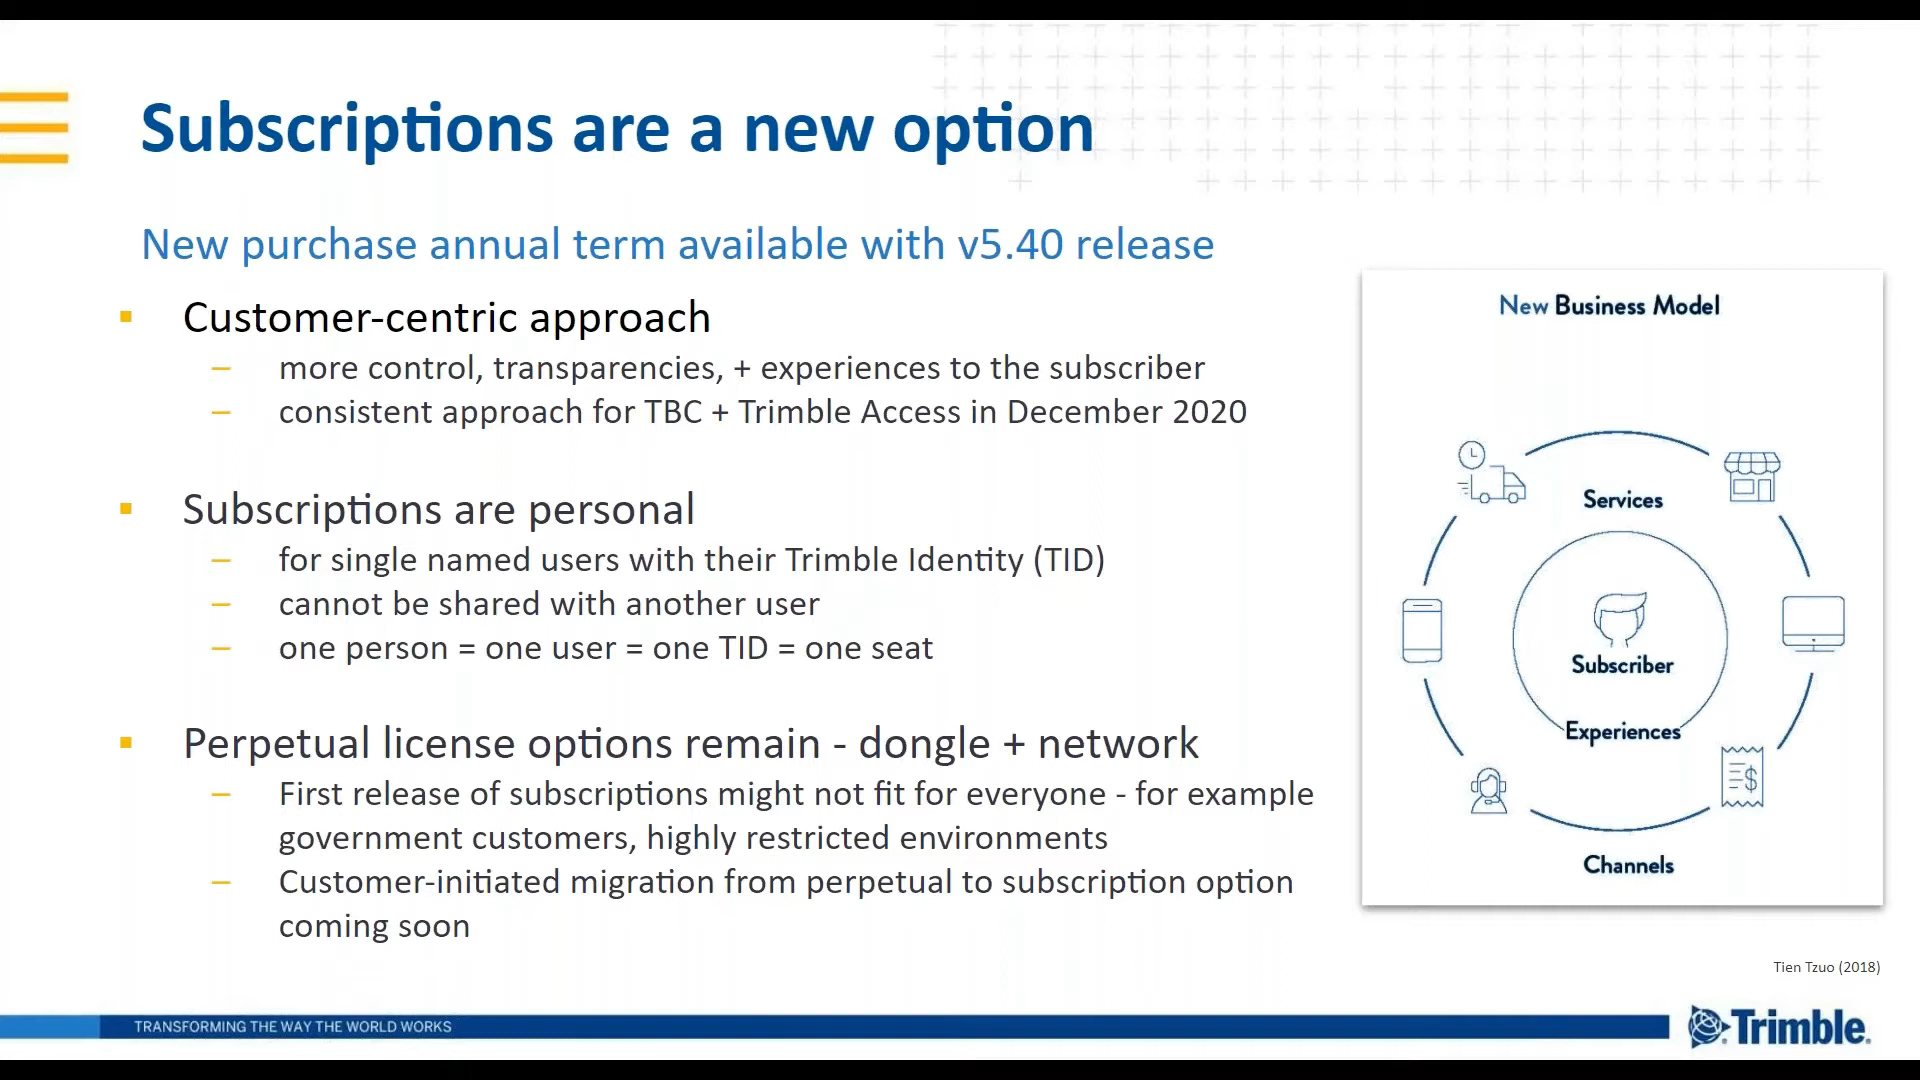 Subscriptions are a new option
New purchase annual term available with v5.40 release
▪ Customer-centric approach
– more control, transparencies, + experiences to the subscriber
– consistent approach for TBC + Trimble Access in December 2020
▪ Subscriptions are personal
– for single named users with their Trimble Identity (TID)
– cannot be shared with another user
– one person = one user = one TID = one seat
▪ Perpetual license options remain - dongle + network
– First release of subscriptions might not fit for everyone - for example
government customers, highly restricted environments
– Customer-initiated migration from perpetual to subscription option
coming soon
New Business Model
Services
Subscriber
Experiences
$
Channels
Tien Tzuo (2018)
TRANSFORMING THE WAY THE WORLD WORKS
Trimble.